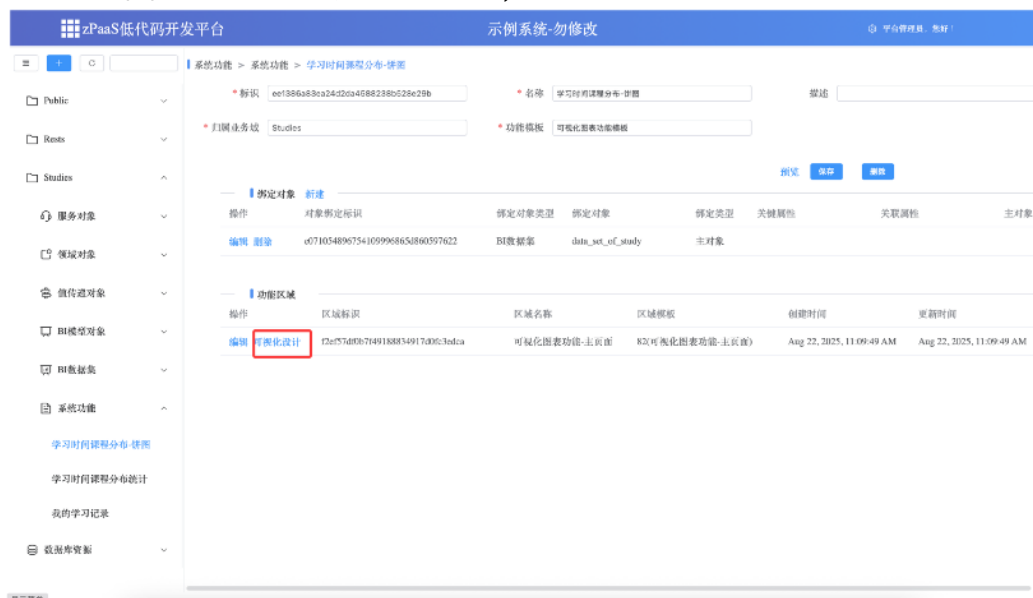 zPaaS低代码开发平台
示例系统-勿修改
平台管理员，您好！
系统功能 > 系统功能 > 学习时间课程分布-饼图
* 标识 ee1386a83ea24d2da4688238b528e29b * 名称 学习时间课程分布-饼图 描述
* 归属业务域 Studies * 功能模板 可视化图表功能模板
预览 保存 删除
绑定对象 新建
操作 对象绑定标识 绑定对象类型 绑定对象 绑定类型 关键属性 关联属性 主对象
编辑 删除 e071054896754109996865d860597622 BI数据集 data_set_of_study 主对象
功能区域
操作 区域标识 区域名称 区域模板 创建时间 更新时间
编辑 可视化设计 f2ef57df0b7f49188834917d0fc3edca 可视化图表功能-主页面 82(可视化图表功能-主页面) Aug 22, 2025, 11:09:49 AM Aug 22, 2025, 11:09:49 AM
Public
Rests
Studies
服务对象
领域对象
值传递对象
BI模型对象
BI数据集
系统功能
学习时间课程分布-饼图
学习时间课程分布统计
我的学习记录
数据库资源